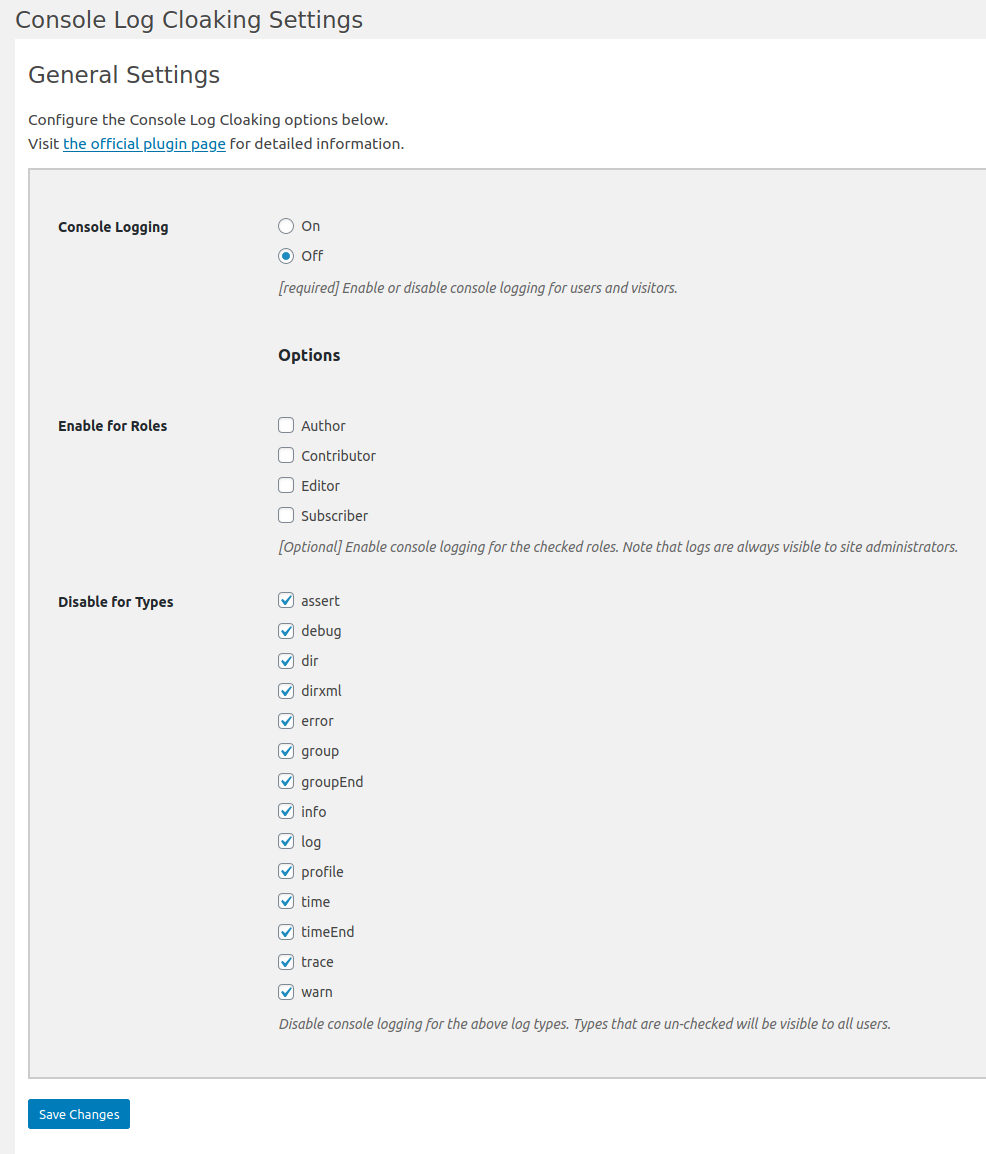 Console Log Cloaking Settings
General Settings
Configure the Console Log Cloaking options below.
Visit the official plugin page for detailed information.
Console Logging
On
Off
[required] Enable or disable console logging for users and visitors.
Options
Enable for Roles
Author
Contributor
Editor
Subscriber
[Optional] Enable console logging for the checked roles. Note that logs are always visible to site administrators.
Disable for Types
assert
debug
dir
dirxml
error
group
groupEnd
info
log
profile
time
timeEnd
trace
warn
Disable console logging for the above log types. Types that are un-checked will be visible to all users.
Save Changes